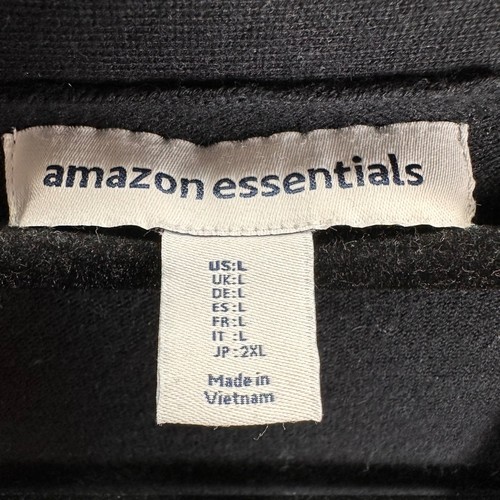 amazon essentials
US:L
UK:L
DE:L
ES:L
FR:L
IT:L
JP:2XL
Made in
Vietnam